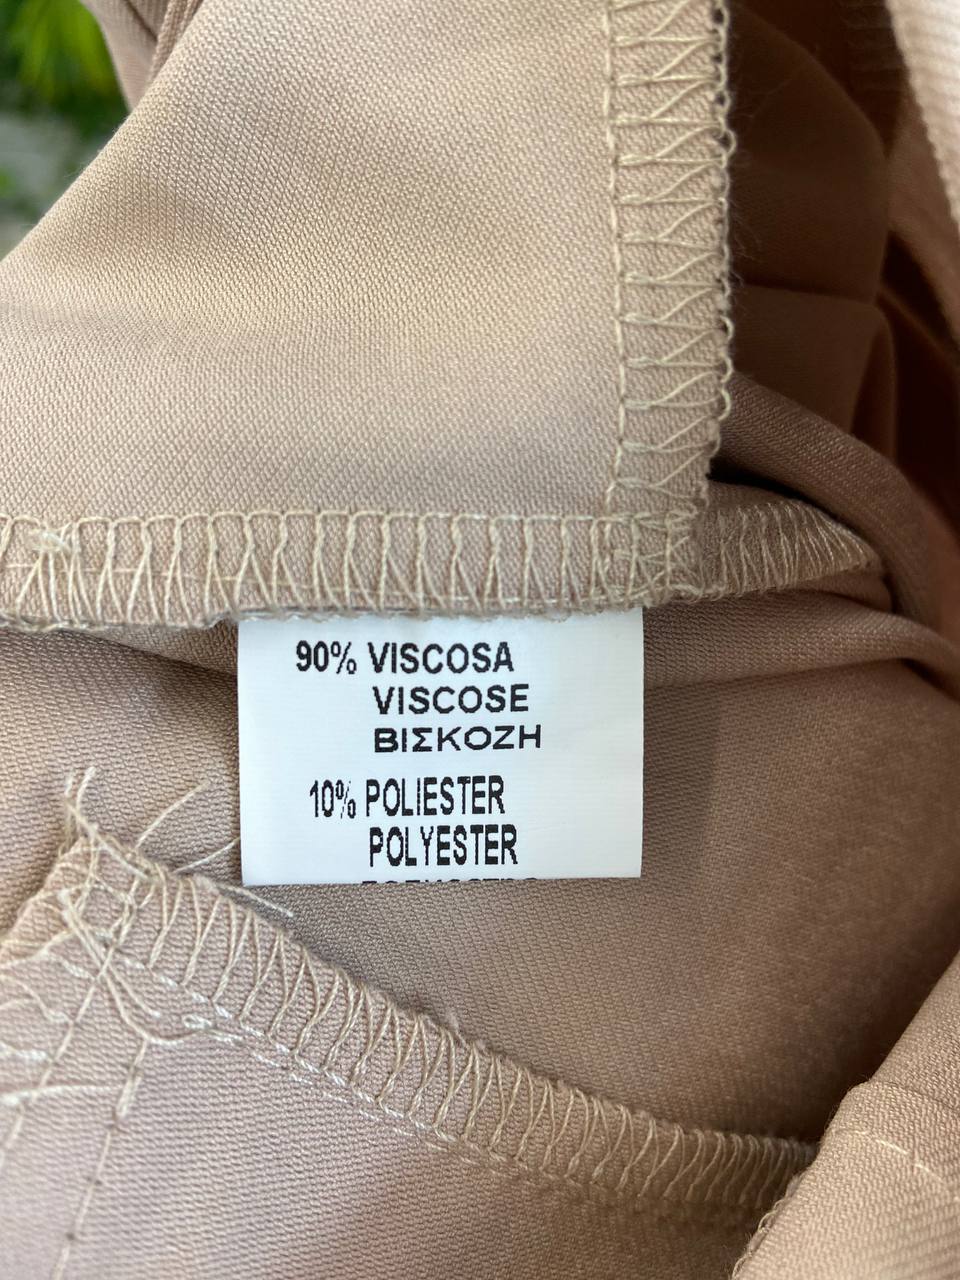 90% VISCOSA
VISCOSE
ΒΙΣΚΟΖΗ
10% POLIESTER
POLYESTER